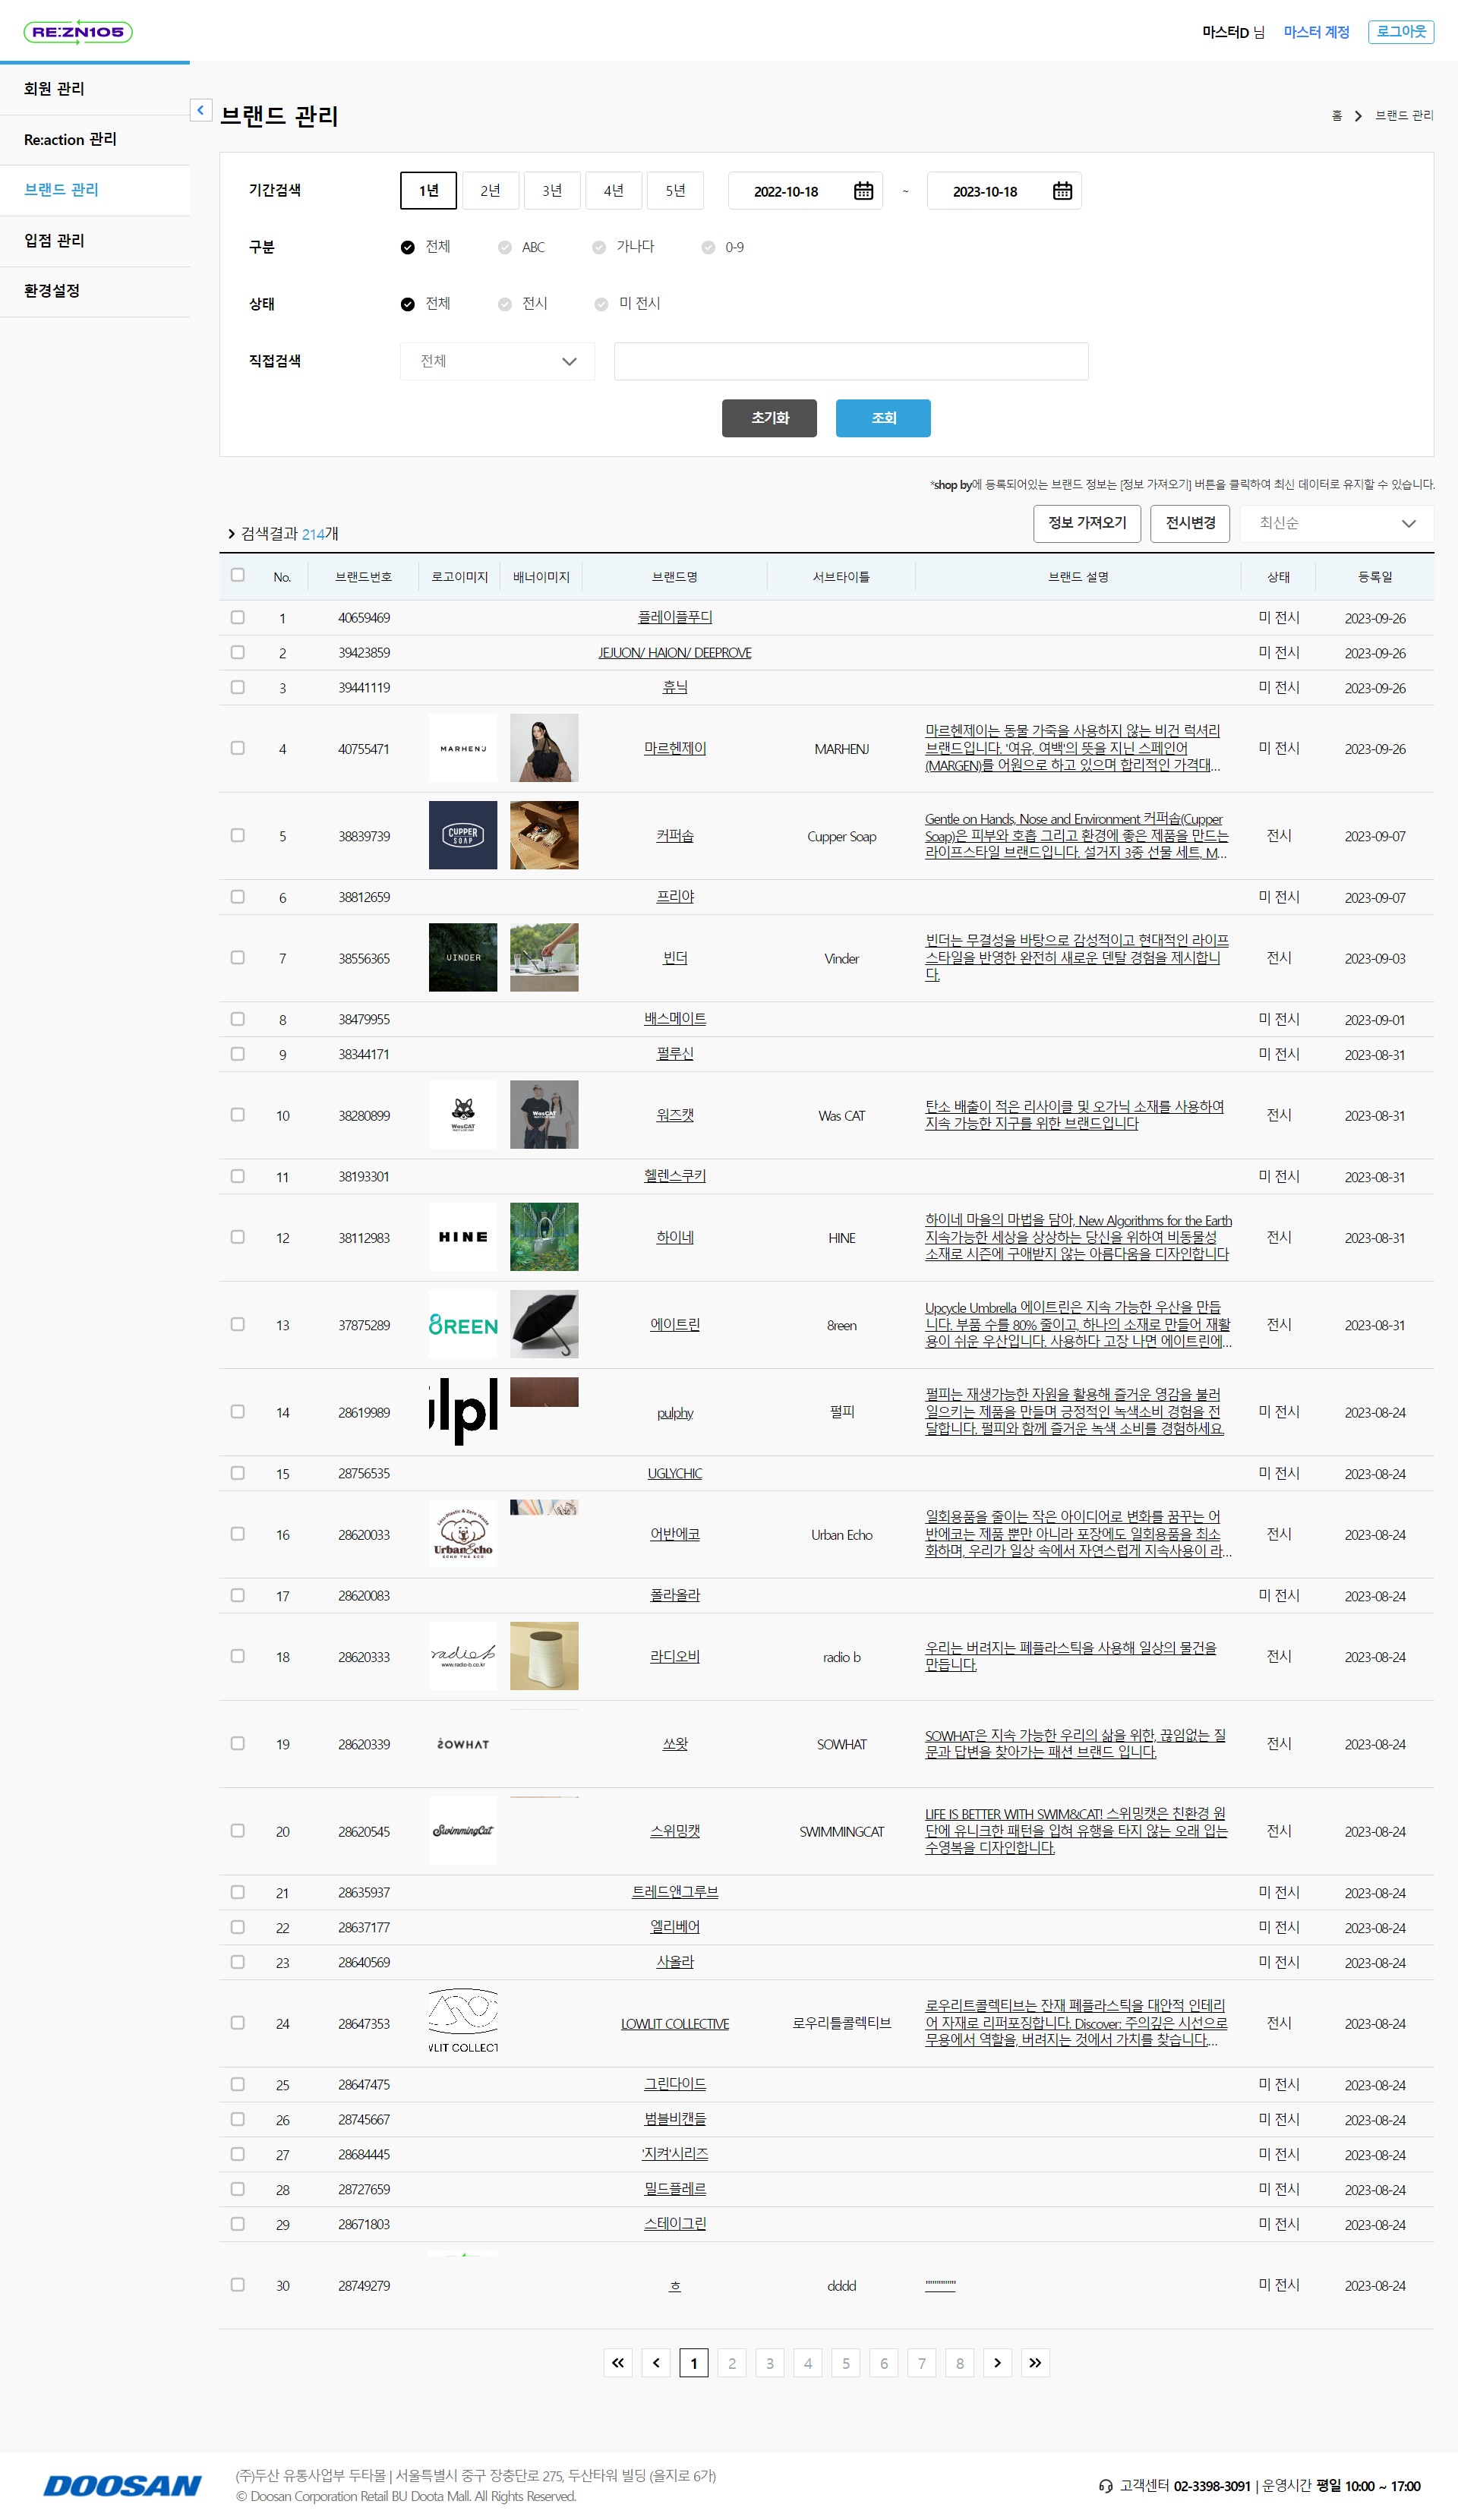 RE:ZN105
마스터D 님 마스터 계정 로그아웃
회원 관리
Re:action 관리
브랜드 관리
입점 관리
환경설정
브랜드 관리
홈 > 브랜드 관리
기간검색 1년 2년 3년 4년 5년 2022-10-18 ~ 2023-10-18
구분 전체 ABC 가나다 0-9
상태 전체 전시 미 전시
직접검색 전체
초기화 조회
*shop by에 등록되어있는 브랜드 정보는 [정보 가져오기] 버튼을 클릭하여 최신 데이터로 유지할 수 있습니다.
> 검색결과 214개 정보 가져오기 전시변경 최신순
No. 브랜드번호 로고이미지 배너이미지 브랜드명 서브타이틀 브랜드 설명 상태 등록일
1 40659469 플레이플푸디 미 전시 2023-09-26
2 39423859 JEJUON/ HAION/ DEEPROVE 미 전시 2023-09-26
3 39441119 휴닉 미 전시 2023-09-26
마르헨제이는 동물 가죽을 사용하지 않는 비건 럭셔리
4 40755471 MARHENJ 마르헨제이 MARHENJ 브랜드입니다. '여유, 여백'의 뜻을 지닌 스페인어 미 전시 2023-09-26
(MARGEN)를 어원으로 하고 있으며 합리적인 가격대...
Gentle on Hands, Nose and Environment 커퍼솝(Cupper
5 38839739 CUPPER SOAP 커퍼솝 Cupper Soap Soap)은 피부와 호흡 그리고 환경에 좋은 제품을 만드는 전시 2023-09-07
라이프스타일 브랜드입니다. 설거지 3종 선물 세트, M...
6 38812659 프리야 미 전시 2023-09-07
빈더는 무결성을 바탕으로 감성적이고 현대적인 라이프
7 38556365 VINDER 빈더 Vinder 스타일을 반영한 완전히 새로운 덴탈 경험을 제시합니 전시 2023-09-03
다.
8 38479955 배스메이트 미 전시 2023-09-01
9 38344171 펄루신 미 전시 2023-08-31
탄소 배출이 적은 리사이클 및 오가닉 소재를 사용하여
10 38280899 WasCAT WasCAT 워즈캣 Was CAT 지속 가능한 지구를 위한 브랜드입니다 전시 2023-08-31
11 38193301 헬렌스쿠키 미 전시 2023-08-31
하이네 마을의 마법을 담아, New Algorithms for the Earth
12 38112983 HINE 하이네 HINE 지속가능한 세상을 상상하는 당신을 위하여 비동물성 전시 2023-08-31
소재로 시즌에 구애받지 않는 아름다움을 디자인합니다
Upcycle Umbrella 에이트린은 지속 가능한 우산을 만듭
13 37875289 8REEN 에이트린 8reen 니다. 부품 수를 80% 줄이고, 하나의 소재로 만들어 재활 전시 2023-08-31
용이 쉬운 우산입니다. 사용하다 고장 나면 에이트린에...
펄피는 재생가능한 자원을 활용해 즐거운 영감을 불러
14 28619989 lpl pulphy 펄피 일으키는 제품을 만들며 긍정적인 녹색소비 경험을 전 미 전시 2023-08-24
달합니다. 펄피와 함께 즐거운 녹색 소비를 경험하세요.
15 28756535 UGLYCHIC 미 전시 2023-08-24
일회용품을 줄이는 작은 아이디어로 변화를 꿈꾸는 어
16 28620033 Less-Plastic & Zero Waste UrbanEcho ECHO THE ECO 어반에코 Urban Echo 반에코는 제품 뿐만 아니라 포장에도 일회용품을 최소 전시 2023-08-24
화하며, 우리가 일상 속에서 자연스럽게 지속사용이 라...
17 28620083 폴라올라 미 전시 2023-08-24
우리는 버려지는 페플라스틱을 사용해 일상의 물건을
18 28620333 radio b www.radio-b.co.kr 라디오비 radio b 만듭니다. 전시 2023-08-24
SOWHAT은 지속 가능한 우리의 삶을 위한, 끊임없는 질
19 28620339 SOWHAT 쏘왓 SOWHAT 문과 답변을 찾아가는 패션 브랜드 입니다. 전시 2023-08-24
LIFE IS BETTER WITH SWIM&CAT! 스위밍캣은 친환경 원
20 28620545 SwimmingCat 스위밍캣 SWIMMINGCAT 단에 유니크한 패턴을 입혀 유행을 타지 않는 오래 입는 전시 2023-08-24
수영복을 디자인합니다.
21 28635937 트레드앤그루브 미 전시 2023-08-24
22 28637177 엘리베어 미 전시 2023-08-24
23 28640569 사올라 미 전시 2023-08-24
로우리트콜렉티브는 잔재 페플라스틱을 대안적 인테리
24 28647353 WLIT COLLECT LOWLIT COLLECTIVE 로우리틀콜렉티브 어 자재로 리퍼포징합니다. Discover: 주의깊은 시선으로 전시 2023-08-24
무용에서 역할을, 버려지는 것에서 가치를 찾습니다....
25 28647475 그린다이드 미 전시 2023-08-24
26 28745667 범블비캔들 미 전시 2023-08-24
27 28684445 '지켜'시리즈 미 전시 2023-08-24
28 28727659 밀드플레르 미 전시 2023-08-24
29 28671803 스테이그린 미 전시 2023-08-24
30 28749279 ㅎ dddd 미 전시 2023-08-24
1 2 3 4 5 6 7 8
DOOSAN
(주)두산 유통사업부 두타몰 | 서울특별시 중구 장충단로 275, 두산타워 빌딩 (을지로 6가)
© Doosan Corporation Retail BU Doota Mall. All Rights Reserved.
고객센터 02-3398-3091 | 운영시간 평일 10:00 ~ 17:00